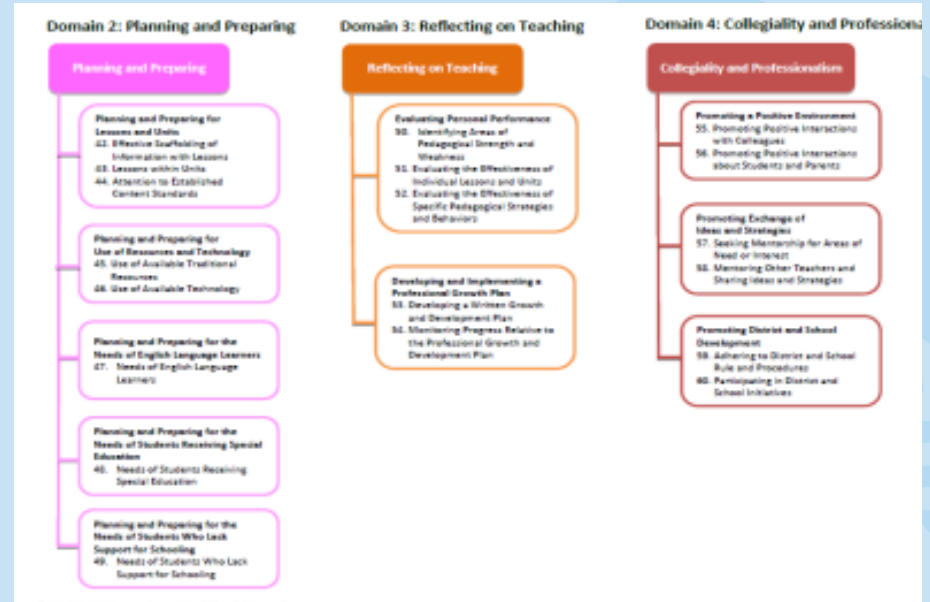 Domain 2: Planning and Preparing
Planning and Preparing
Planning and Preparing for
Lessons and Units
42. Effective Scaffolding of
Information with Lessons
43. Lessons within Units
44. Attention to Established
Content Standards
Planning and Preparing for
Use of Resources and Technology
45. Use of Available Traditional
Resources
46. Use of Available Technology
Planning and Preparing for the
Needs of English Language Learners
47. Needs of English Language
Learners
Planning and Preparing for the
Needs of Students Receiving Special
Education
48. Needs of Students Receiving
Special Education
Planning and Preparing for the
Needs of Students Who Lack
Support for Schooling
49. Needs of Students Who Lack
Support for Schooling
Domain 3: Reflecting on Teaching
Reflecting on Teaching
Evaluating Personal Performance
50. Identifying Areas of
Pedagogical Strength and
Weakness
51. Evaluating the Effectiveness of
Individual Lessons and Units
52. Evaluating the Effectiveness of
Specific Pedagogical Strategies
and Behaviors
Developing and Implementing a
Professional Growth Plan
53. Developing a Written Growth
and Development Plan
54. Monitoring Progress Relative to
the Professional Growth and
Development Plan
Domain 4: Collegiality and Professiona
Collegiality and Professionalism
Promoting a Positive Environment
55. Promoting Positive Interactions
with Colleagues
56. Promoting Positive Interactions
about Students and Parents
Promoting Exchange of
Ideas and Strategies
57. Seeking Mentorship for Areas of
Need or Interest
58. Mentoring Other Teachers and
Sharing Ideas and Strategies
Promoting District and School
Development
59. Adhering to District and School
Rule and Procedures
60. Participating in District and
School Initiatives